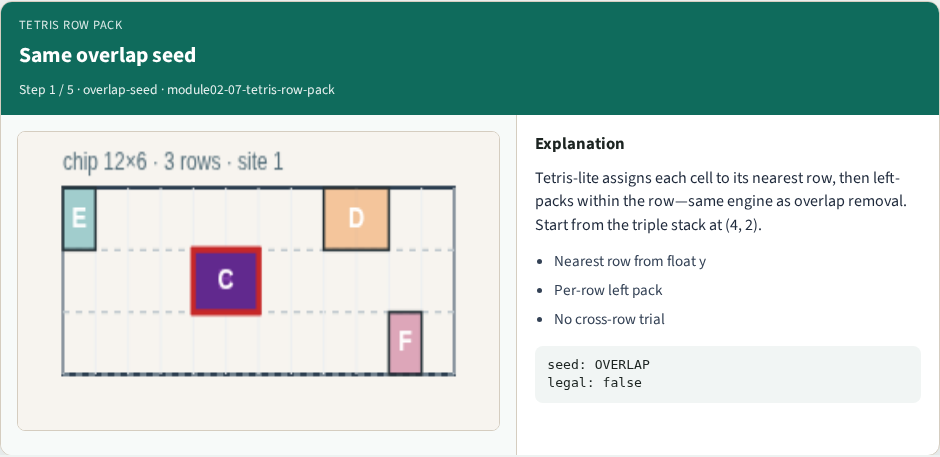 TETRIS ROW PACK
Same overlap seed
Step 1 / 5 · overlap-seed · module02-07-tetris-row-pack
chip 12×6 · 3 rows · site 1
E
D
C
F
Explanation
Tetris-lite assigns each cell to its nearest row, then left-
packs within the row—same engine as overlap removal.
Start from the triple stack at (4, 2).
• Nearest row from float y
• Per-row left pack
• No cross-row trial
seed: OVERLAP
legal: false